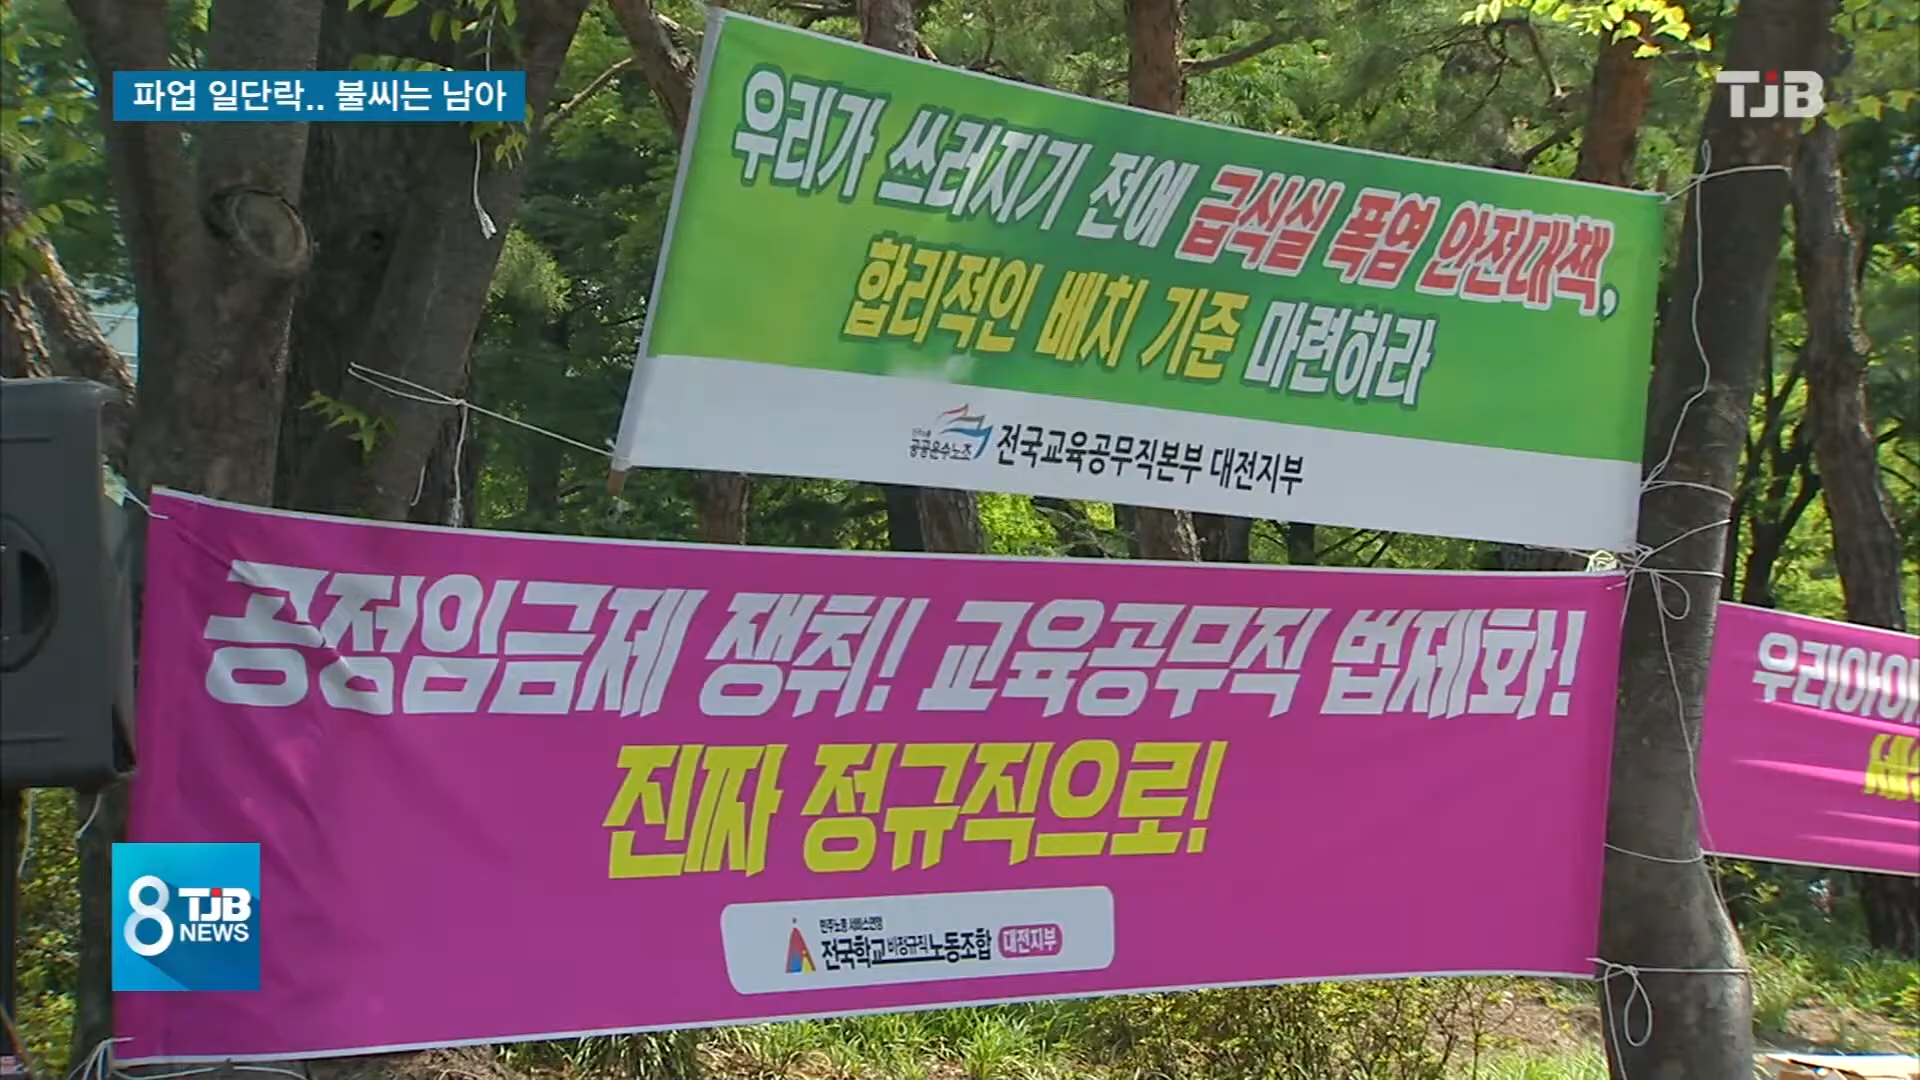 파업 일단락.. 불씨는 남아
TJB
우리가 쓰러지기 전에 급식실 폭염 안전대책,
합리적인 배치 기준 마련하라
공공운수노조 전국교육공무직본부 대전지부
공정임금제 쟁취! 교육공무직 법제화!
진짜 정규직으로!
민주노총 서비스연맹
전국학교비정규직노동조합 대전지부
우리아이
8 TJB
NEWS